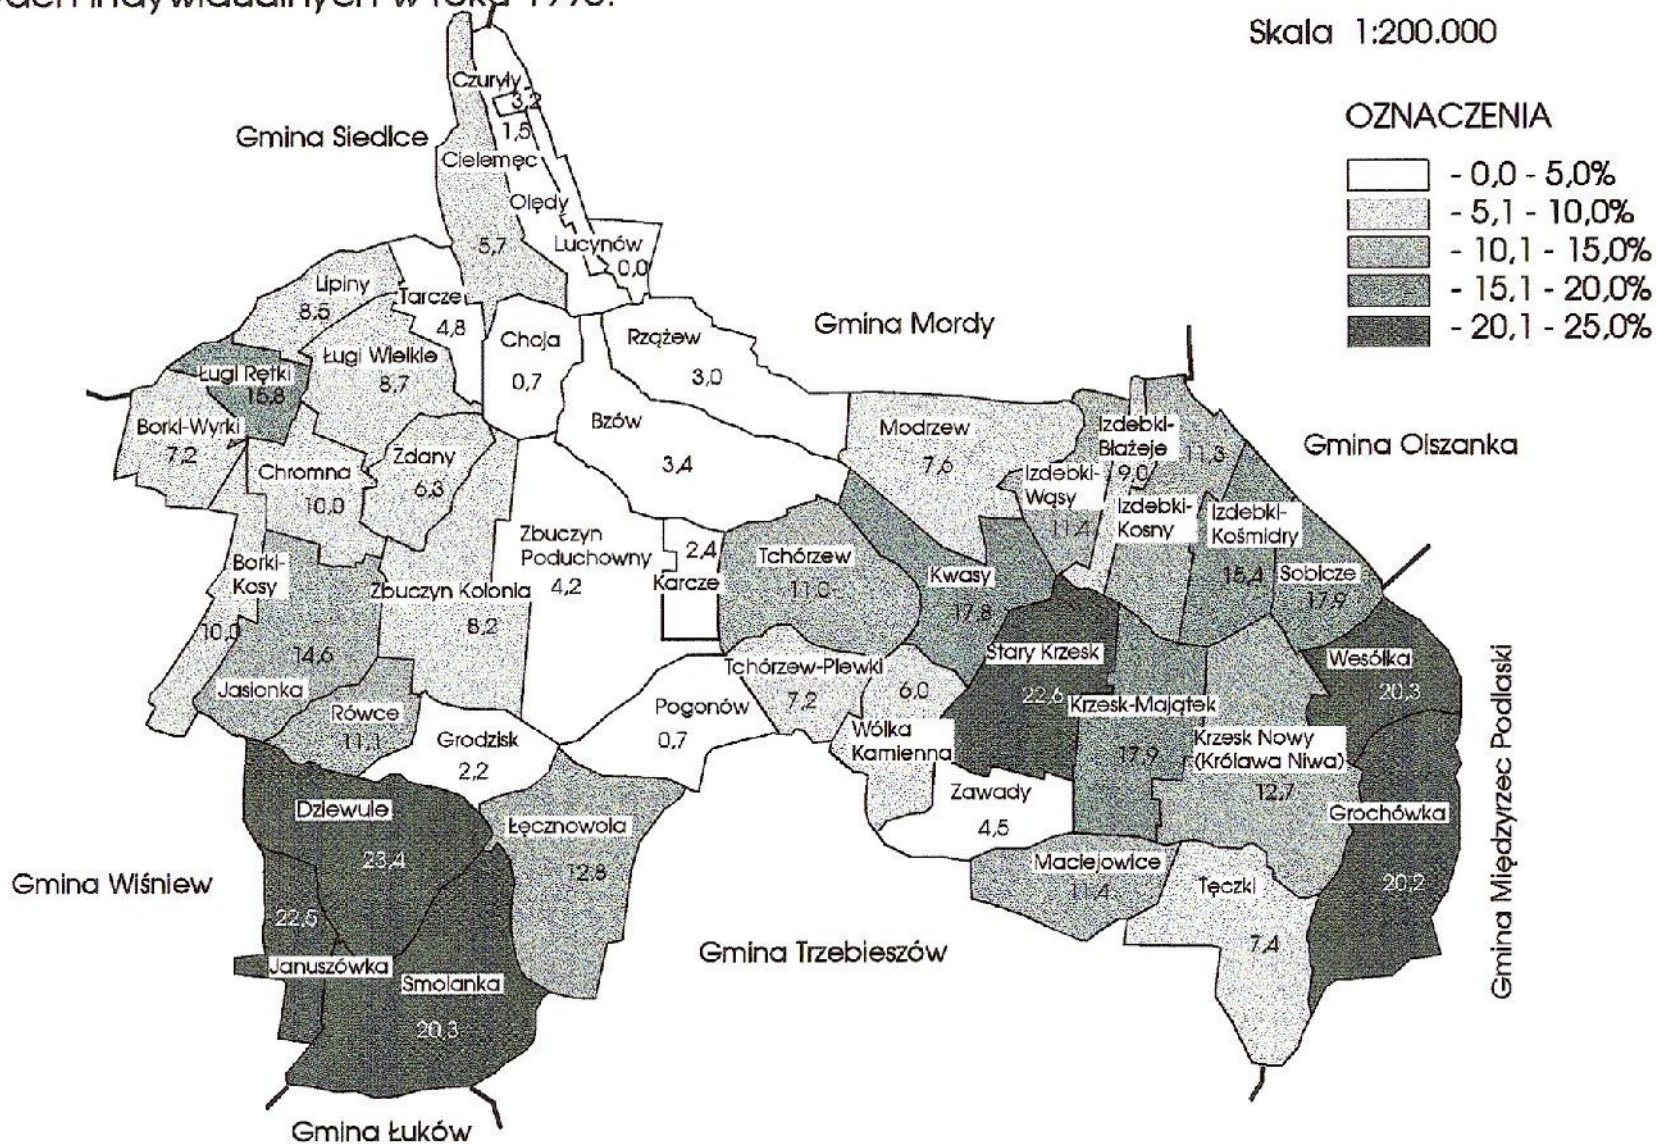 indywidualnych w roku
Skala 1:200.000
OZNACZENIA
- 0,0 - 5,0%
- 5,1 - 10,0%
- 10,1 - 15,0%
- 15,1 - 20,0%
- 20,1 - 25,0%
Gmina Siedlce
Czuryły
3,2
1,5
Cielemęc
Olędy
5,7
Lucynów
0,0
Lipiny
8,5
Tarcze
4,8
Choja
0,7
Rzążew
3,0
Gmina Mordy
Ługi Wielkie
8,7
Ługi Rętki
15,8
Borki-Wyrki
7,2
Chromna
10,0
Zdany
6,3
Bzów
3,4
Modrzew
7,6
Izdebki-
Błażeje
9,0
11,3
Gmina Olszanka
Izdebki-
Wąsy
11,4
Izdebki-
Kosny
Izdebki-
Kośmidry
15,4
Sobicze
17,9
Zbuczyn
Poduchowny
4,2
2,4
Karcze
Tchórzew
11,0
Kwasy
17,8
Borki-
Kosy
10,0
Zbuczyn Kolonia
8,2
14,6
Jasionka
Stary Krzesk
22,6
Wesółka
20,3
Tchórzew-Plewki
7,2
6,0
Wólka
Kamienna
Krzesk-Majątek
17,9
Krzesk Nowy
(Królawa Niwa)
12,7
Równce
11,1
Grodzisk
2,2
Pogonów
0,7
Zawady
4,5
Grochówka
20,2
Gmina Międzyrzec Podlaski
Dziewule
23,4
Łęcznowola
12,8
Maciejowice
11,4
Tęczki
7,4
Gmina Wiśniew
22,5
Januszówka
Smolanka
20,3
Gmina Trzebieszów
Gmina Łuków